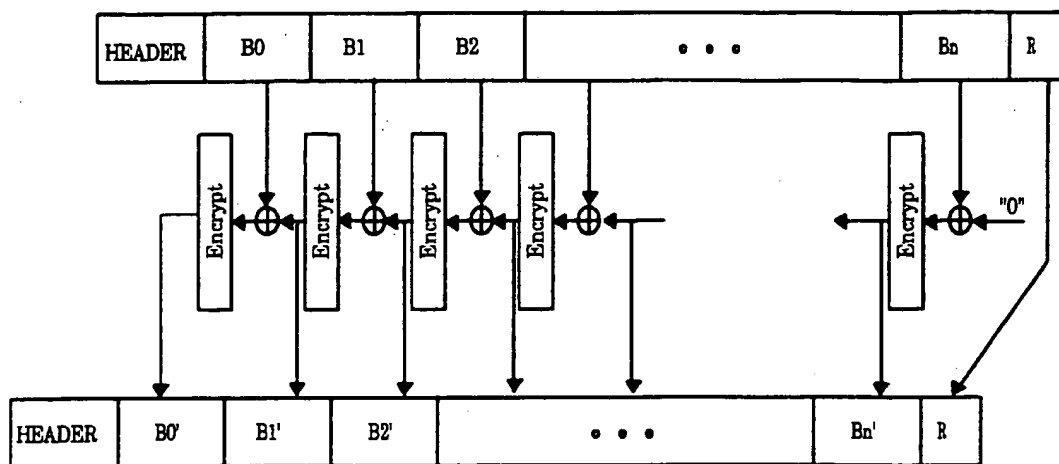 HEADER B0 B1 B2 • • • Bn R
Encrypt Encrypt Encrypt Encrypt Encrypt "0"
HEADER B0' B1' B2' • • • Bn' R